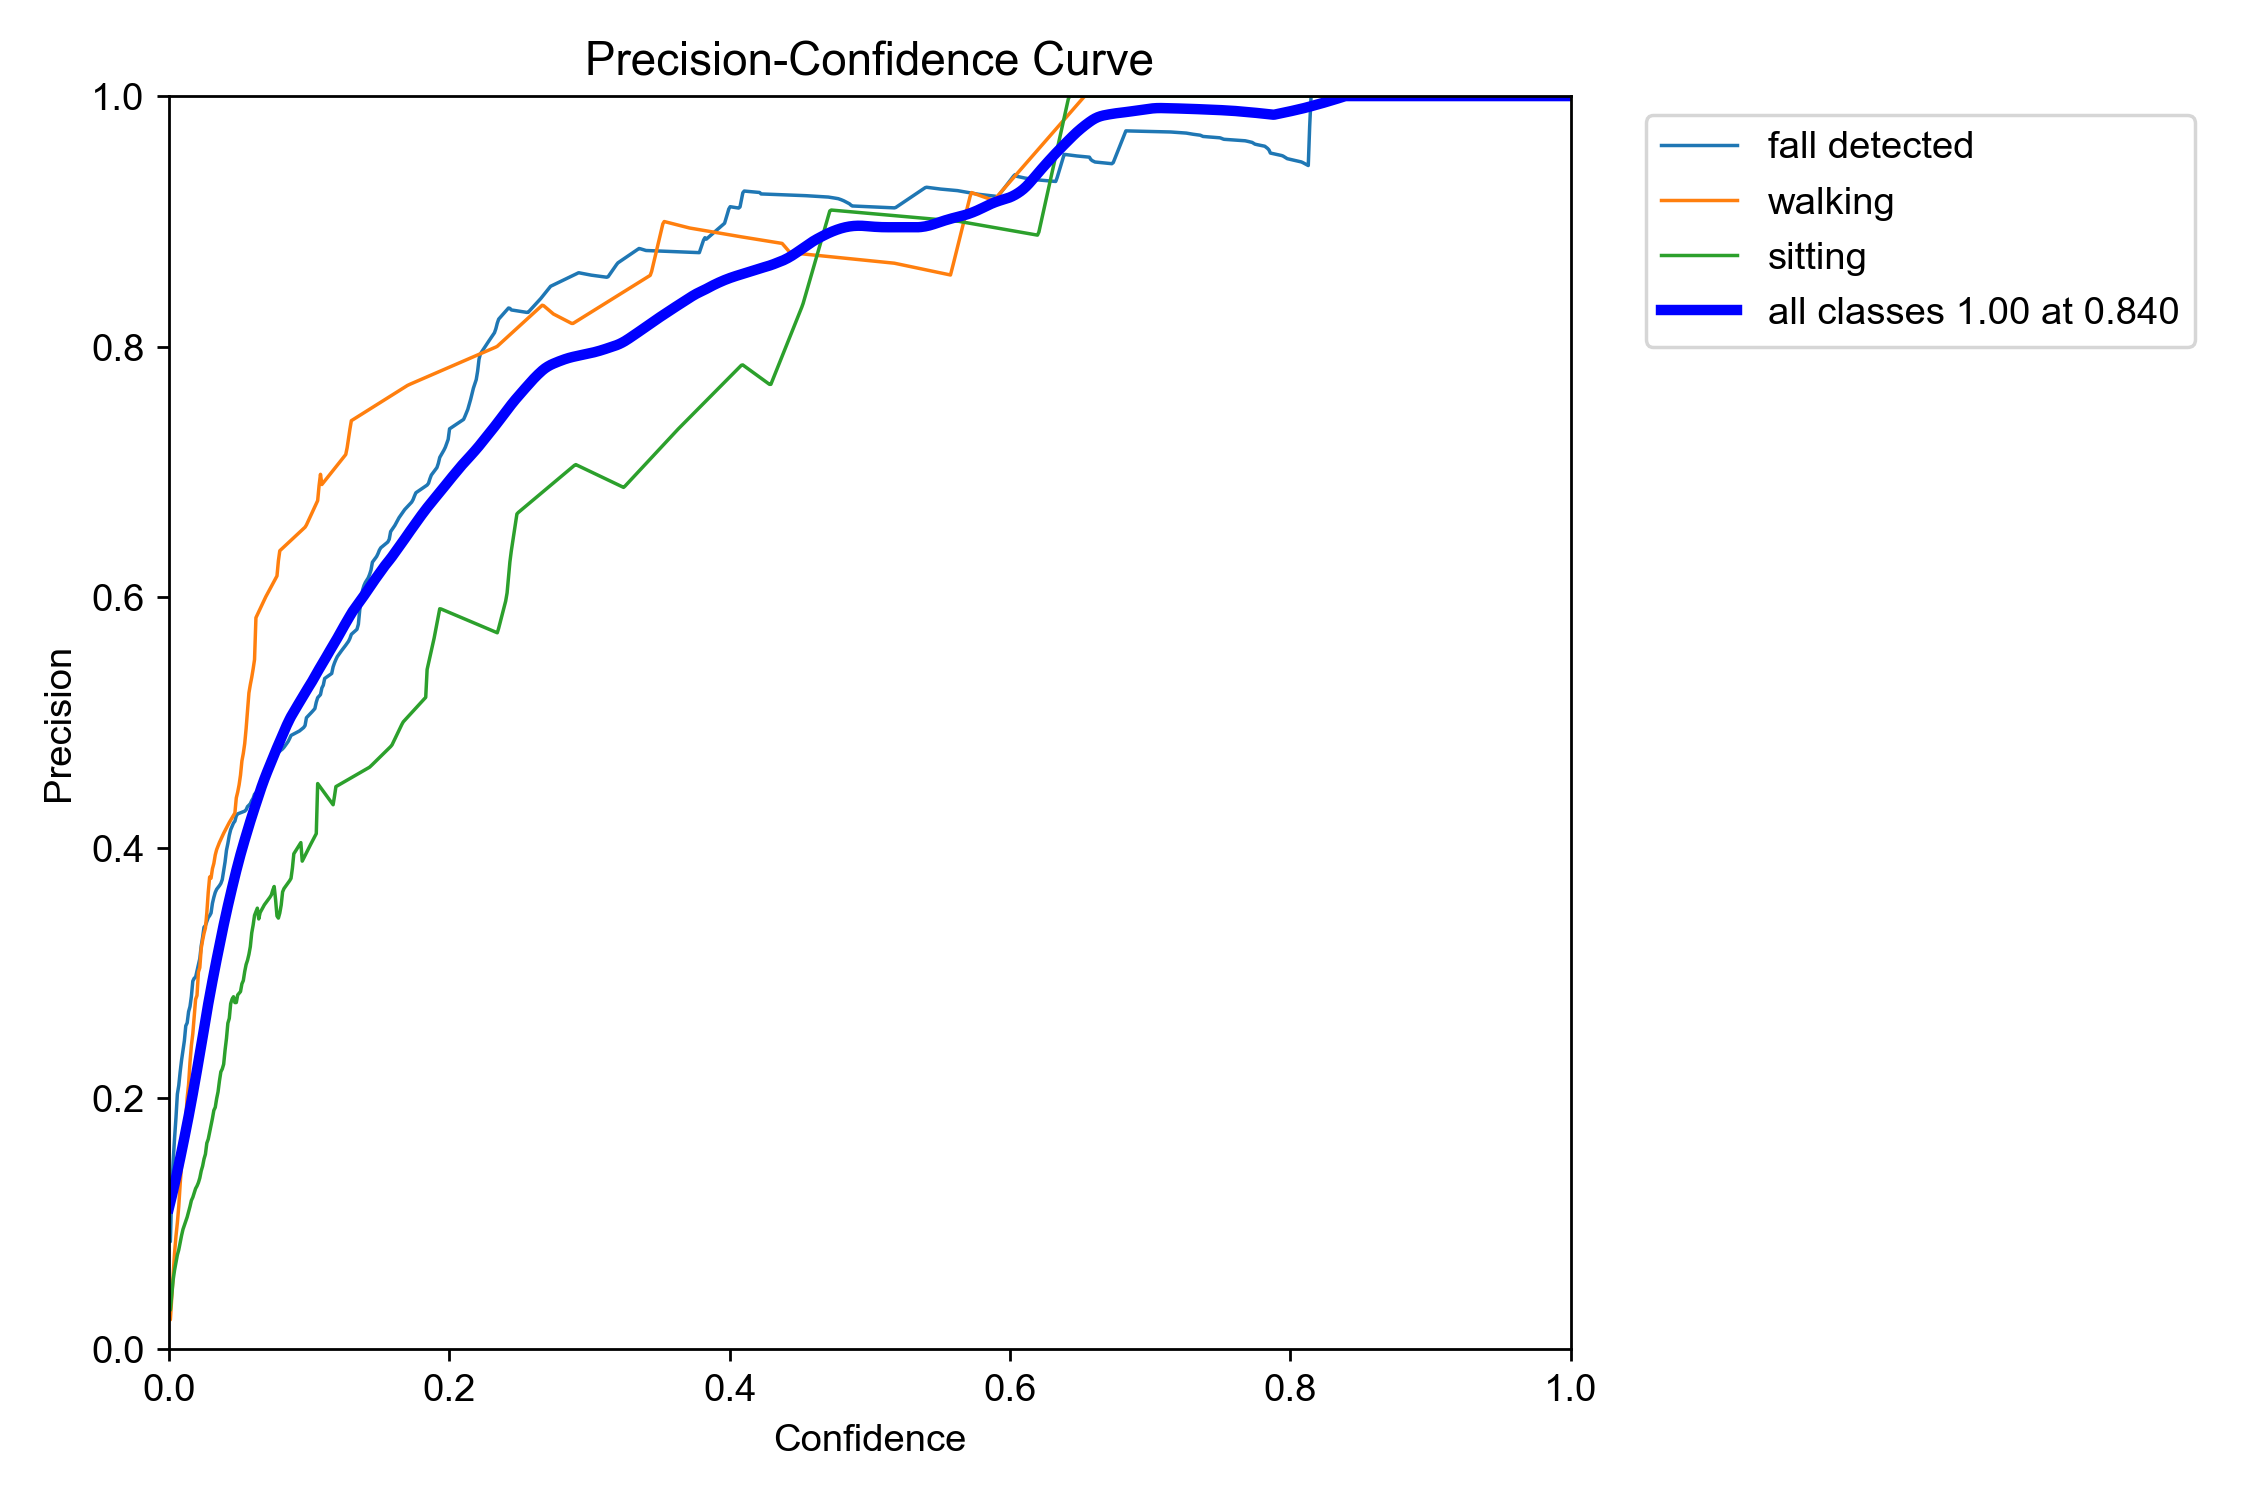 Precision-Confidence Curve
1.0
0.8
0.6
0.4
0.2
0.0
Precision
0.0 0.2 0.4 0.6 0.8 1.0
Confidence
fall detected
walking
sitting
all classes 1.00 at 0.840